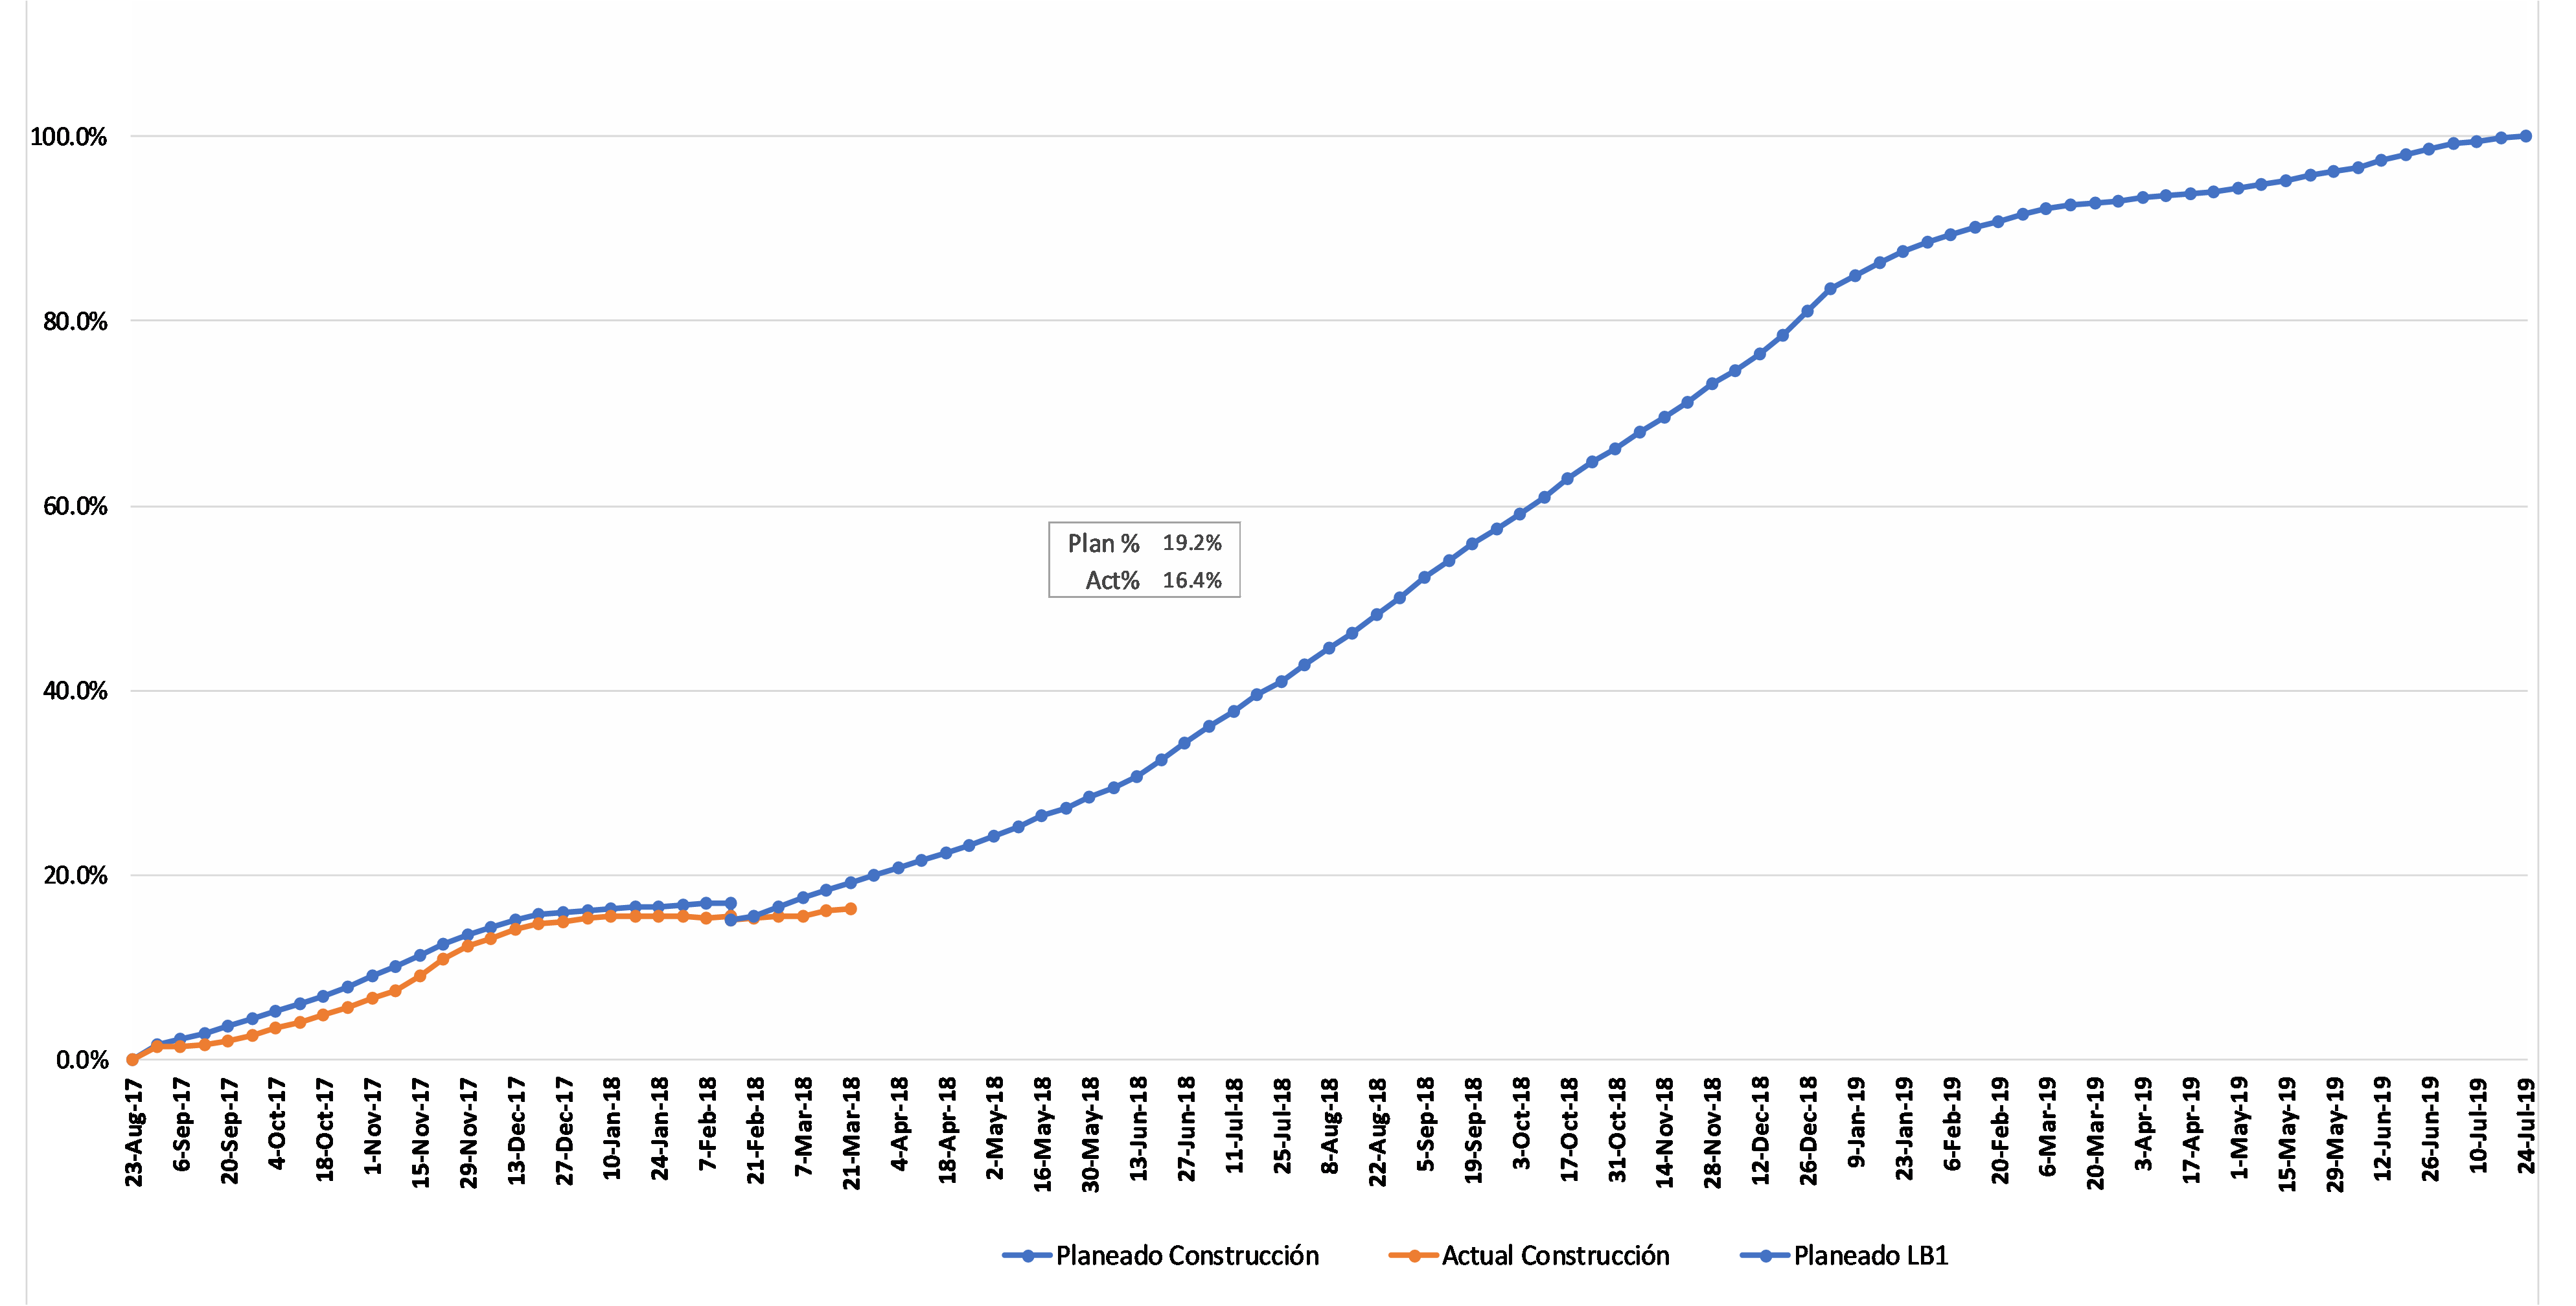 100.0%
80.0%
60.0%
40.0%
20.0%
0.0%
Plan % 19.2%
Act% 16.4%
23-Aug-17
6-Sep-17
20-Sep-17
4-Oct-17
18-Oct-17
1-Nov-17
15-Nov-17
29-Nov-17
13-Dec-17
27-Dec-17
10-Jan-18
24-Jan-18
7-Feb-18
21-Feb-18
7-Mar-18
21-Mar-18
4-Apr-18
18-Apr-18
2-May-18
16-May-18
30-May-18
13-Jun-18
27-Jun-18
11-Jul-18
25-Jul-18
8-Aug-18
22-Aug-18
5-Sep-18
19-Sep-18
3-Oct-18
17-Oct-18
31-Oct-18
14-Nov-18
28-Nov-18
12-Dec-18
26-Dec-18
9-Jan-19
23-Jan-19
6-Feb-19
20-Feb-19
6-Mar-19
20-Mar-19
3-Apr-19
17-Apr-19
1-May-19
15-May-19
29-May-19
12-Jun-19
26-Jun-19
10-Jul-19
24-Jul-19
Planeado Construcción Actual Construcción Planeado LB1